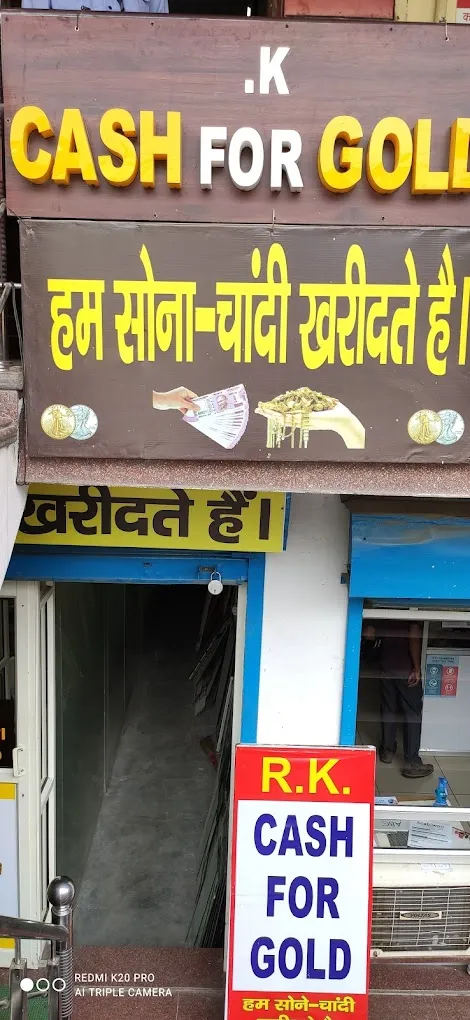 .K
CASH FOR GOLD
हम सोना-चांदी खरीदते है।
खरीदते हैं।
R.K.
CASH
FOR
GOLD
हम सोने-चांदी
REDMI K20 PRO
AI TRIPLE CAMERA